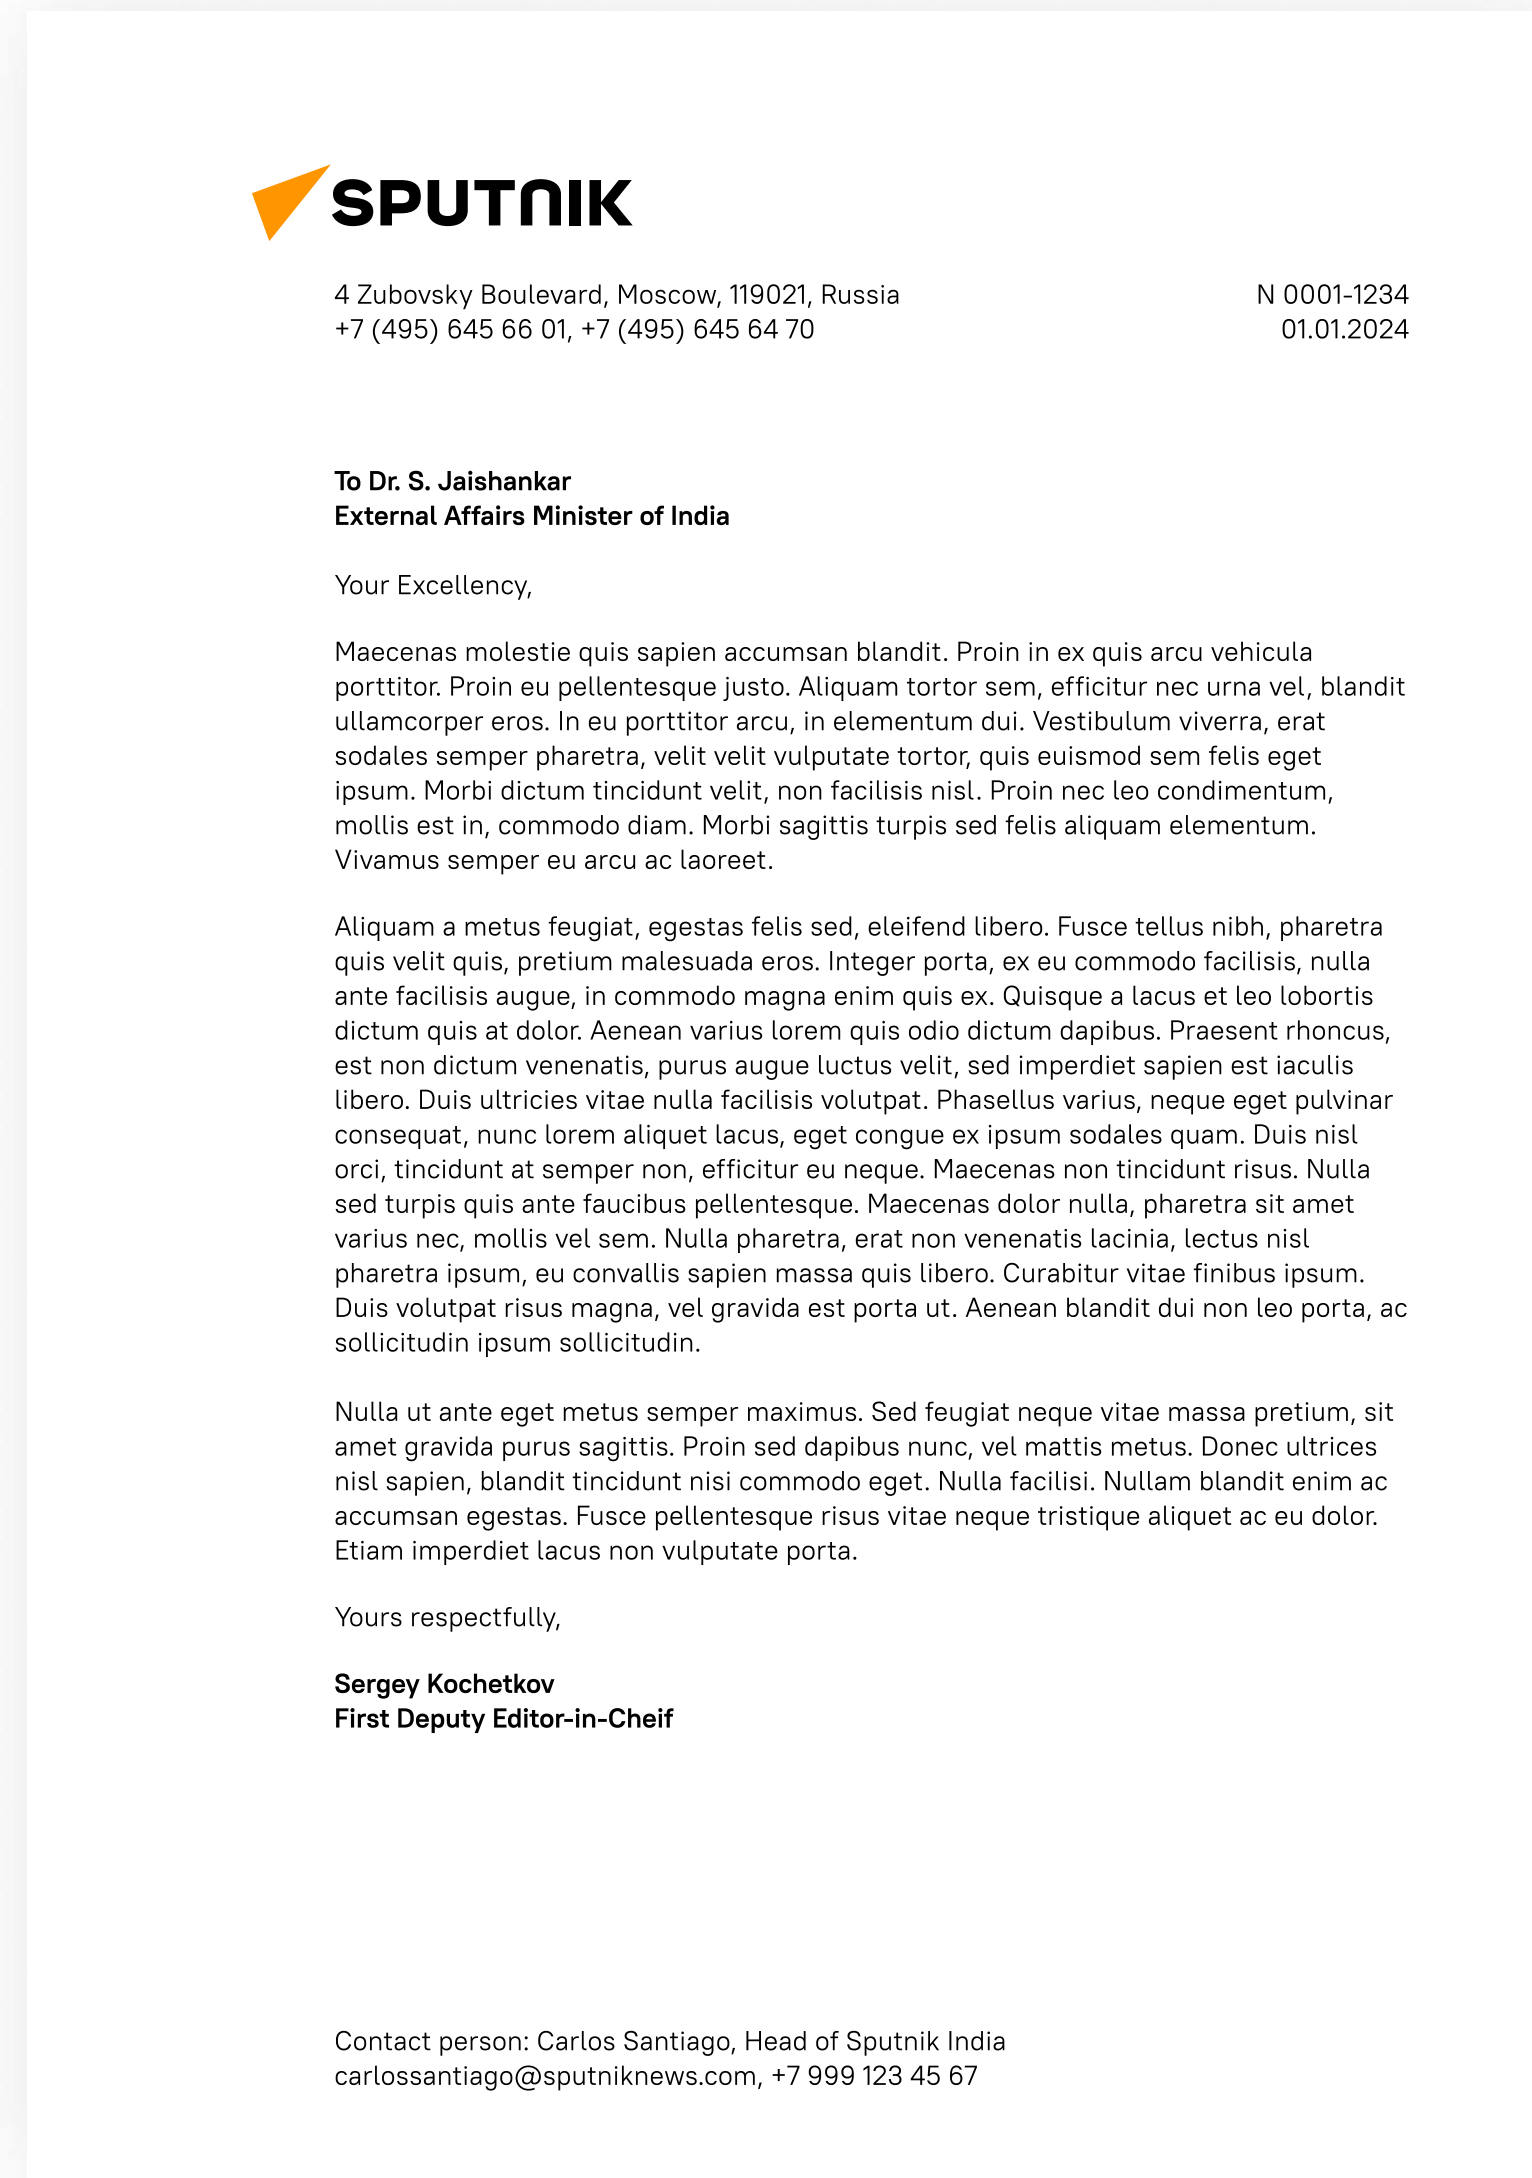 SPUTNIK
4 Zubovsky Boulevard, Moscow, 119021, Russia
N 0001-1234
+7 (495) 645 66 01, +7 (495) 645 64 70
01.01.2024
To Dr. S. Jaishankar
External Affairs Minister of India
Your Excellency,
Maecenas molestie quis sapien accumsan blandit. Proin in ex quis arcu vehicula
porttitor. Proin eu pellentesque justo. Aliquam tortor sem, efficitur nec urna vel, blandit
ullamcorper eros. In eu porttitor arcu, in elementum dui. Vestibulum viverra, erat
sodales semper pharetra, velit velit vulputate tortor, quis euismod sem felis eget
ipsum. Morbi dictum tincidunt velit, non facilisis nisl. Proin nec leo condimentum,
mollis est in, commodo diam. Morbi sagittis turpis sed felis aliquam elementum.
Vivamus semper eu arcu ac laoreet.
Aliquam a metus feugiat, egestas felis sed, eleifend libero. Fusce tellus nibh, pharetra
quis velit quis, pretium malesuada eros. Integer porta, ex eu commodo facilisis, nulla
ante facilisis augue, in commodo magna enim quis ex. Quisque a lacus et leo lobortis
dictum quis at dolor. Aenean varius lorem quis odio dictum dapibus. Praesent rhoncus,
est non dictum venenatis, purus augue luctus velit, sed imperdiet sapien est iaculis
libero. Duis ultricies vitae nulla facilisis volutpat. Phasellus varius, neque eget pulvinar
consequat, nunc lorem aliquet lacus, eget congue ex ipsum sodales quam. Duis nisl
orci, tincidunt at semper non, efficitur eu neque. Maecenas non tincidunt risus. Nulla
sed turpis quis ante faucibus pellentesque. Maecenas dolor nulla, pharetra sit amet
varius nec, mollis vel sem. Nulla pharetra, erat non venenatis lacinia, lectus nisl
pharetra ipsum, eu convallis sapien massa quis libero. Curabitur vitae finibus ipsum.
Duis volutpat risus magna, vel gravida est porta ut. Aenean blandit dui non leo porta, ac
sollicitudin ipsum sollicitudin.
Nulla ut ante eget metus semper maximus. Sed feugiat neque vitae massa pretium, sit
amet gravida purus sagittis. Proin sed dapibus nunc, vel mattis metus. Donec ultrices
nisl sapien, blandit tincidunt nisi commodo eget. Nulla facilisi. Nullam blandit enim ac
accumsan egestas. Fusce pellentesque risus vitae neque tristique aliquet ac eu dolor.
Etiam imperdiet lacus non vulputate porta.
Yours respectfully,
Sergey Kochetkov
First Deputy Editor-in-Cheif
Contact person: Carlos Santiago, Head of Sputnik India
carlossantiago@sputniknews.com, +7 999 123 45 67